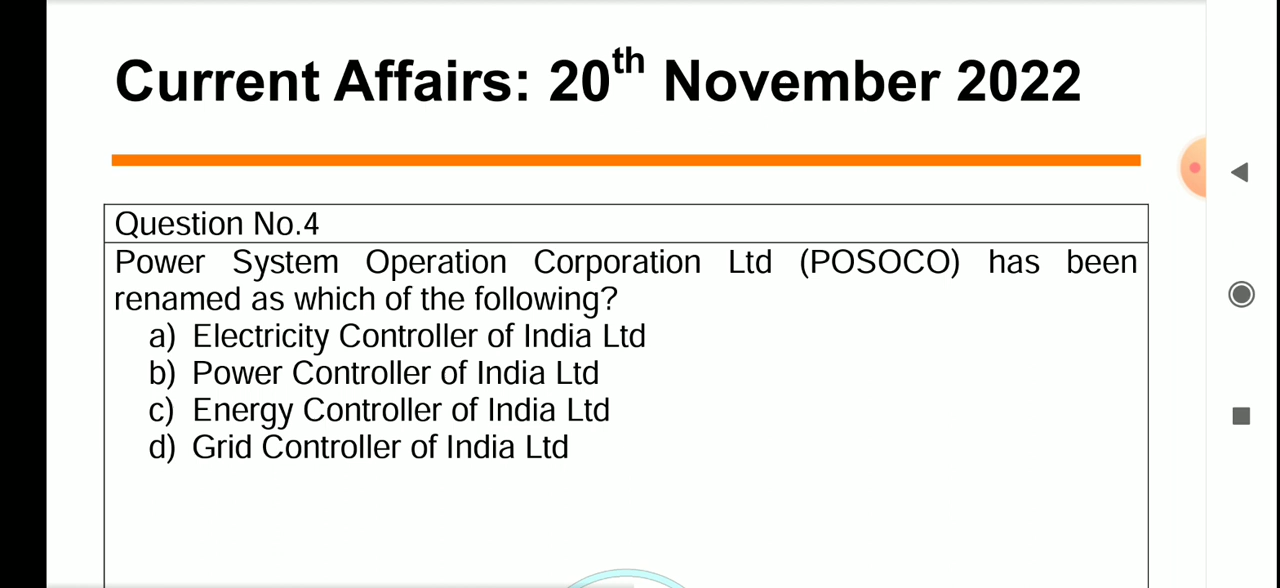 Current Affairs: 20th November 2022
Question No.4
Power System Operation Corporation Ltd (POSOCO) has been
renamed as which of the following?
a) Electricity Controller of India Ltd
b) Power Controller of India Ltd
c) Energy Controller of India Ltd
d) Grid Controller of India Ltd